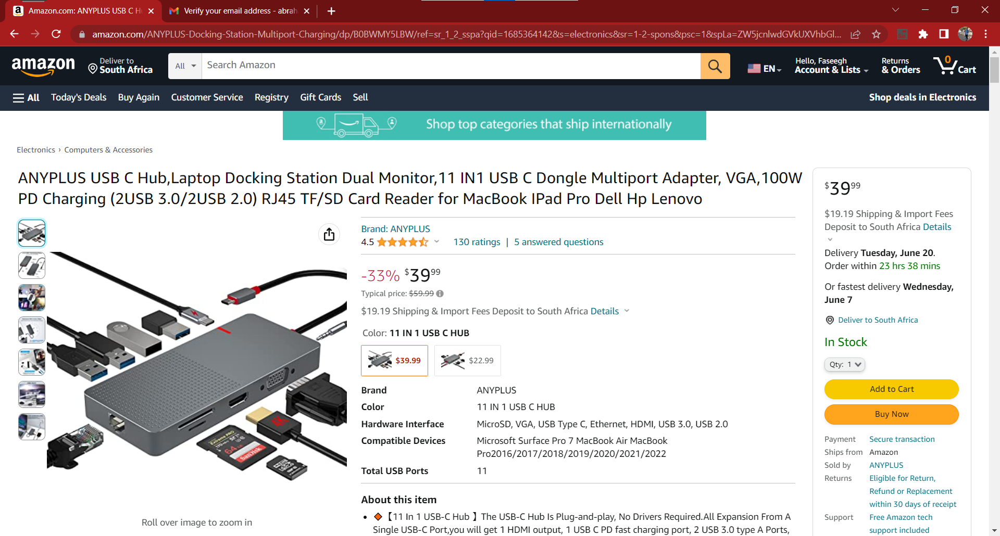 Amazon.com: ANYPLUS USB C H
Verify your email address - abrah
amazon.com/ANYPLUS-Docking-Station-Multiport-Charging/dp/B0BWMY5LBW/ref=sr_1_2_sspa?qid=1685364142&s=electronics&sr=1-2-spons&psc=1&spLa=ZW5jcnlwdGVkUXVhbGl...
amazon
Deliver to
South Africa
All
Search Amazon
EN
Hello, Faseegh
Account & Lists
Returns
& Orders
0
Cart
All
Today's Deals
Buy Again
Customer Service
Registry
Gift Cards
Sell
Shop deals in Electronics
Shop top categories that ship internationally
Electronics › Computers & Accessories
ANYPLUS USB C Hub,Laptop Docking Station Dual Monitor,11 IN1 USB C Dongle Multiport Adapter, VGA,100W
PD Charging (2USB 3.0/2USB 2.0) RJ45 TF/SD Card Reader for MacBook IPad Pro Dell Hp Lenovo
4K
Extreme PRO
64 GB
SanDisk
Roll over image to zoom in
Brand: ANYPLUS
4.5
130 ratings | 5 answered questions
-33% $39 99
Typical price: $59.99
$19.19 Shipping & Import Fees Deposit to South Africa Details
Color: 11 IN 1 USB C HUB
$39.99
$22.99
Brand ANYPLUS
Color 11 IN 1 USB C HUB
Hardware Interface MicroSD, VGA, USB Type C, Ethernet, HDMI, USB 3.0, USB 2.0
Compatible Devices Microsoft Surface Pro 7 MacBook Air MacBook
Pro2016/2017/2018/2019/2020/2021/2022
Total USB Ports 11
About this item
• 【11 In 1 USB-C Hub 】The USB-C Hub Is Plug-and-play, No Drivers Required.All Expansion From A
Single USB-C Port,you will get 1 HDMI output, 1 USB C PD fast charging port, 2 USB 3.0 type A Ports,
$39 99
$19.19 Shipping & Import Fees
Deposit to South Africa Details
Delivery Tuesday, June 20.
Order within 23 hrs 38 mins
Or fastest delivery Wednesday,
June 7
Deliver to South Africa
In Stock
Qty: 1
Add to Cart
Buy Now
Payment Secure transaction
Ships from Amazon
Sold by ANYPLUS
Returns Eligible for Return,
Refund or Replacement
within 30 days of receipt
Support Free Amazon tech
support included